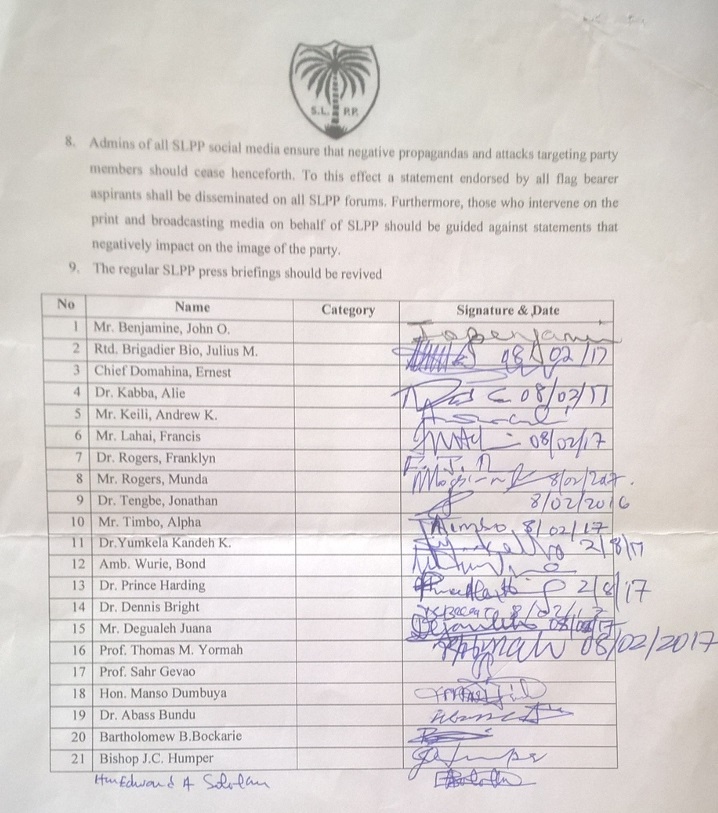 S.L. P.P.
8. Admins of all SLPP social media ensure that negative propagandas and attacks targeting party
members should cease henceforth. To this effect a statement endorsed by all flag bearer
aspirants shall be disseminated on all SLPP forums. Furthermore, those who intervene on the
print and broadcasting media on behalf of SLPP should be guided against statements that
negatively impact on the image of the party.
9. The regular SLPP press briefings should be revived
No Name Category Signature & Date
1 Mr. Benjamine, John O.
2 Rtd. Brigadier Bio, Julius M. 08/02/17
3 Chief Domahina, Ernest
4 Dr. Kabba, Alie 08/02/17
5 Mr. Keili, Andrew K.
6 Mr. Lahai, Francis 08/02/17
7 Dr. Rogers, Franklyn
8 Mr. Rogers, Munda
9 Dr. Tengbe, Jonathan 8/02/2016
10 Mr. Timbo, Alpha 8/02/17
11 Dr.Yumkela Kandeh K. 2/8/17
12 Amb. Wurie, Bond
13 Dr. Prince Harding 2/8/17
14 Dr. Dennis Bright
15 Mr. Degualeh Juana
16 Prof. Thomas M. Yormah 08/02/2017
17 Prof. Sahr Gevao
18 Hon. Manso Dumbuya
19 Dr. Abass Bundu
20 Bartholomew B.Bockarie
21 Bishop J.C. Humper
Edward A